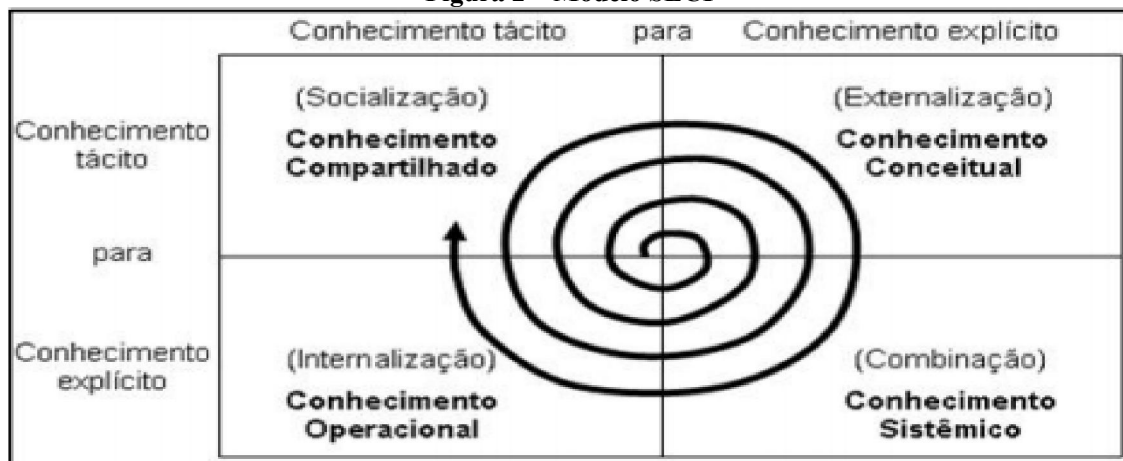 Conhecimento tácito para Conhecimento explícito
Conhecimento
tácito
(Socialização)
Conhecimento
Compartilhado
(Externalização)
Conhecimento
Conceitual
para
Conhecimento
explícito
(Internalização)
Conhecimento
Operacional
(Combinação)
Conhecimento
Sistêmico